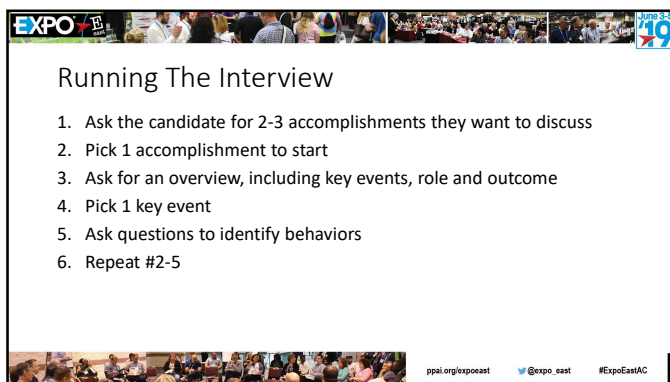 EXPO E
east
June 3-5
'19
Running The Interview
1. Ask the candidate for 2-3 accomplishments they want to discuss
2. Pick 1 accomplishment to start
3. Ask for an overview, including key events, role and outcome
4. Pick 1 key event
5. Ask questions to identify behaviors
6. Repeat #2-5
ppai.org/expoeast @expo_east #ExpoEastAC